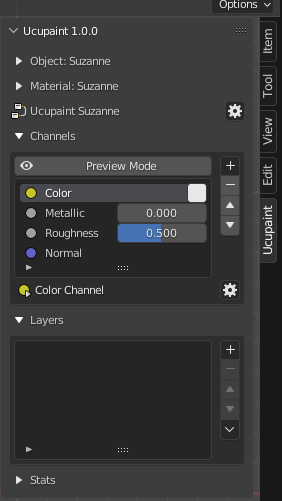 Options
Ucupaint 1.0.0
Object: Suzanne
Material: Suzanne
Ucupaint Suzanne
Channels
Preview Mode
Color
Metallic 0.000
Roughness 0.500
Normal
Color Channel
Layers
Stats
Item
Tool
View
Edit
Ucupaint